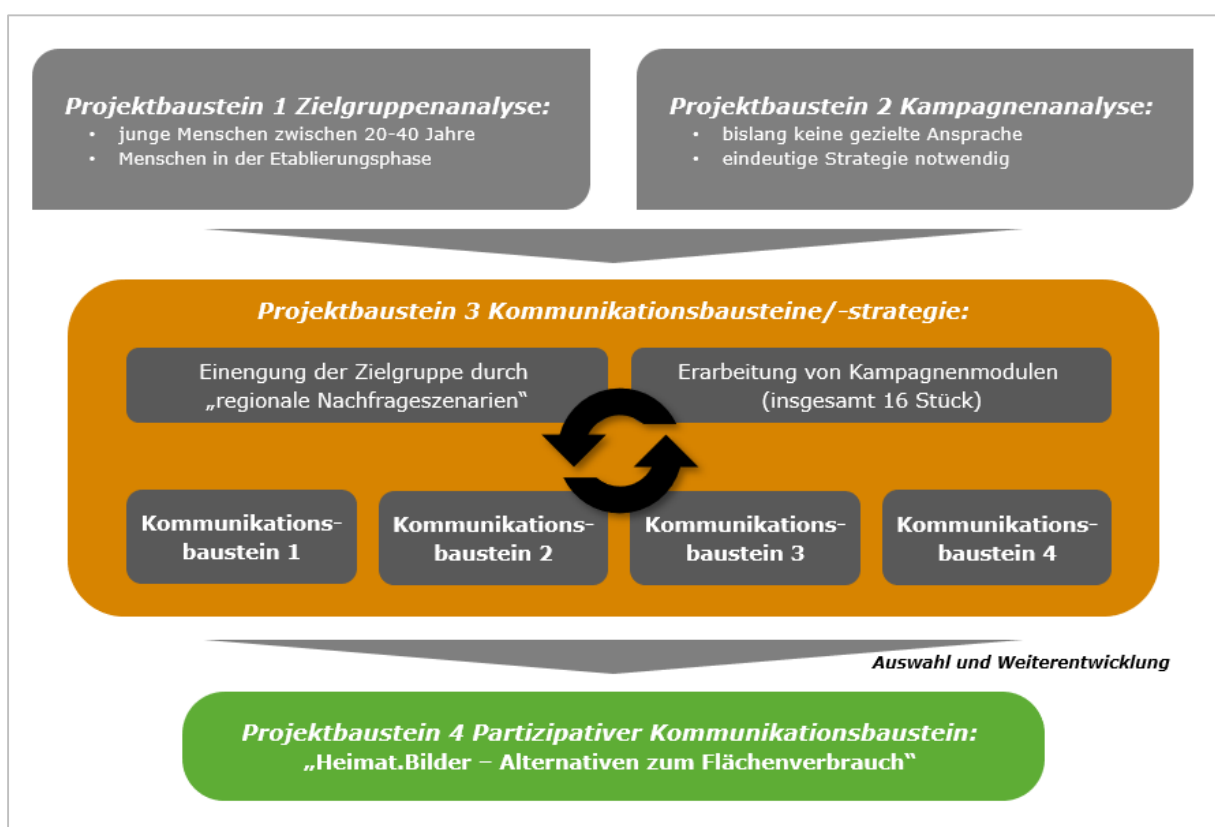 Projektbaustein 1 Zielgruppenanalyse:
• junge Menschen zwischen 20-40 Jahre
• Menschen in der Etablierungsphase
Projektbaustein 2 Kampagnenanalyse:
• bislang keine gezielte Ansprache
• eindeutige Strategie notwendig
Projektbaustein 3 Kommunikationsbausteine/-strategie:
Einengung der Zielgruppe durch
„regionale Nachfrageszenarien“
Erarbeitung von Kampagnenmodulen
(insgesamt 16 Stück)
Kommunikations-
baustein 1
Kommunikations-
baustein 2
Kommunikations-
baustein 3
Kommunikations-
baustein 4
Auswahl und Weiterentwicklung
Projektbaustein 4 Partizipativer Kommunikationsbaustein:
„Heimat.Bilder – Alternativen zum Flächenverbrauch“